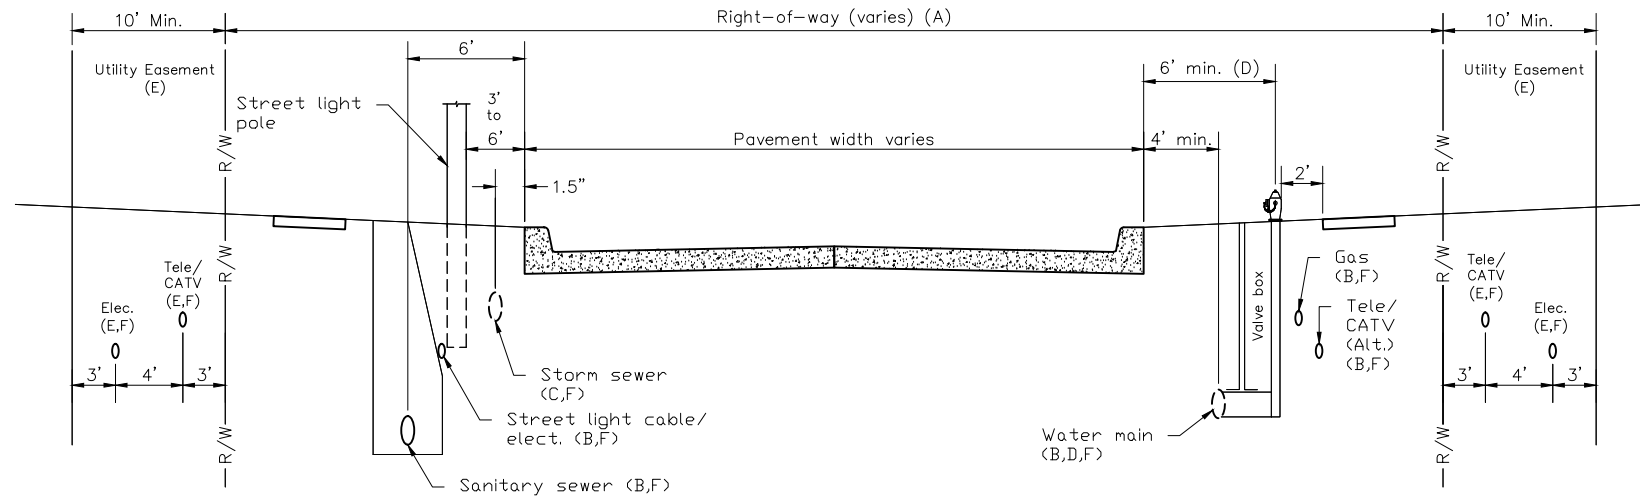 10' Min.
Right-of-way (varies) (A)
10' Min.
6'
Utility Easement
(E)
6' min. (D)
Utility Easement
(E)
Street light
pole
3'
to
6'
Pavement width varies
4' min.
R/W
R/W
R/W
R/W
1.5"
2'
R/W
R/W
Tele/
CATV
(E,F)
Elec.
(E,F)
Valve box
Gas
(B,F)
Tele/
CATV
(Alt.)
(B,F)
Tele/
CATV
(E,F)
Elec.
(E,F)
3'
4'
3'
3'
4'
3'
Storm sewer
(C,F)
Street light cable/
elect. (B,F)
Water main
(B,D,F)
Sanitary sewer (B,F)